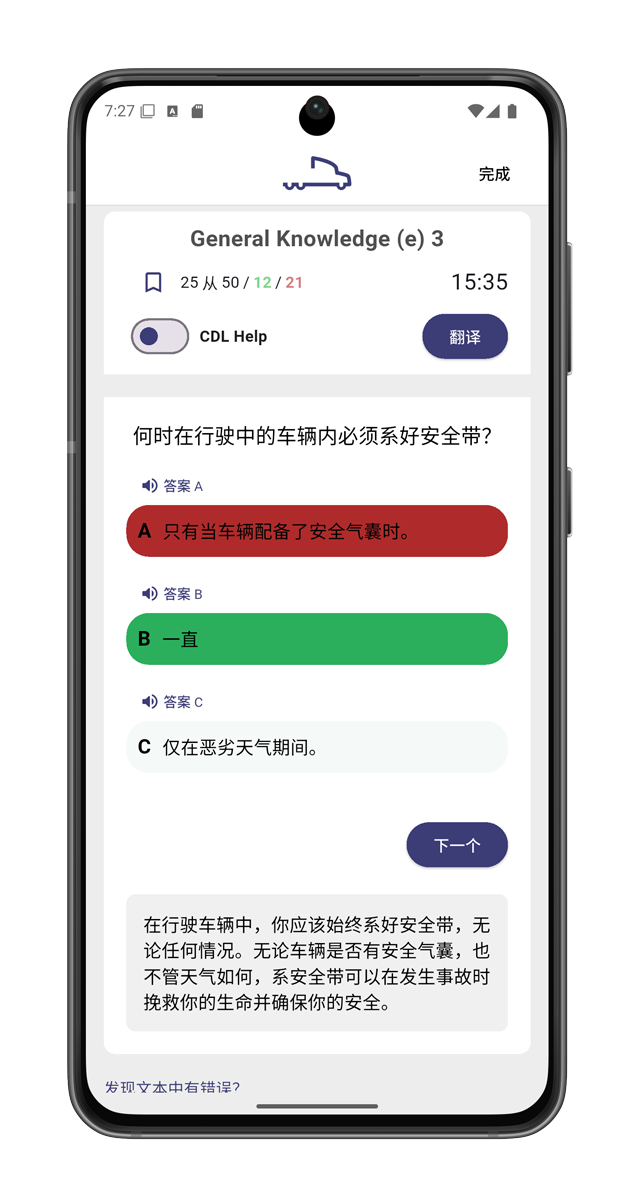 7:27
完成
General Knowledge (e) 3
25 从 50 / 12 / 21
15:35
CDL Help
翻译
何时在行驶中的车辆内必须系好安全带?
答案 A
A 只有当车辆配备了安全气囊时。
答案 B
B 一直
答案 C
C 仅在恶劣天气期间。
下一个
在行驶车辆中，你应该始终系好安全带，无
论任何情况。无论车辆是否有安全气囊，也
不管天气如何，系安全带可以在发生事故时
挽救你的生命并确保你的安全。
发现文本中有错误?